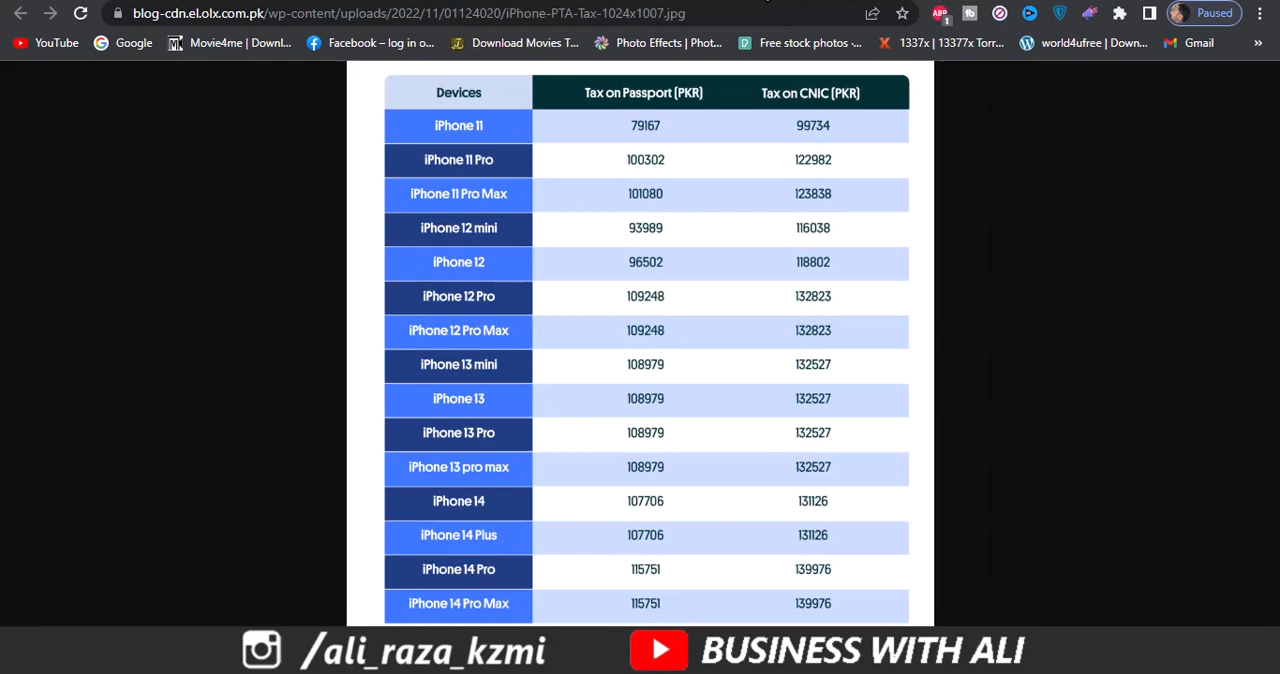 blog-cdn.el.olx.com.pk/wp-content/uploads/2022/11/01124020/iPhone-PTA-Tax-1024x1007.jpg ABP 1 tb Paused
YouTube Google Movie4me | Downl... Facebook – log in o... Download Movies T... Photo Effects | Phot... Free stock photos -... 1337x | 13377x Torr... world4ufree | Down... Gmail »
Devices Tax on Passport (PKR) Tax on CNIC (PKR)
iPhone 11 79167 99734
iPhone 11 Pro 100302 122982
iPhone 11 Pro Max 101080 123838
iPhone 12 mini 93989 116038
iPhone 12 96502 118802
iPhone 12 Pro 109248 132823
iPhone 12 Pro Max 109248 132823
iPhone 13 mini 108979 132527
iPhone 13 108979 132527
iPhone 13 Pro 108979 132527
iPhone 13 pro max 108979 132527
iPhone 14 107706 131126
iPhone 14 Plus 107706 131126
iPhone 14 Pro 115751 139976
iPhone 14 Pro Max 115751 139976
/ali_raza_kzmi BUSINESS WITH ALI